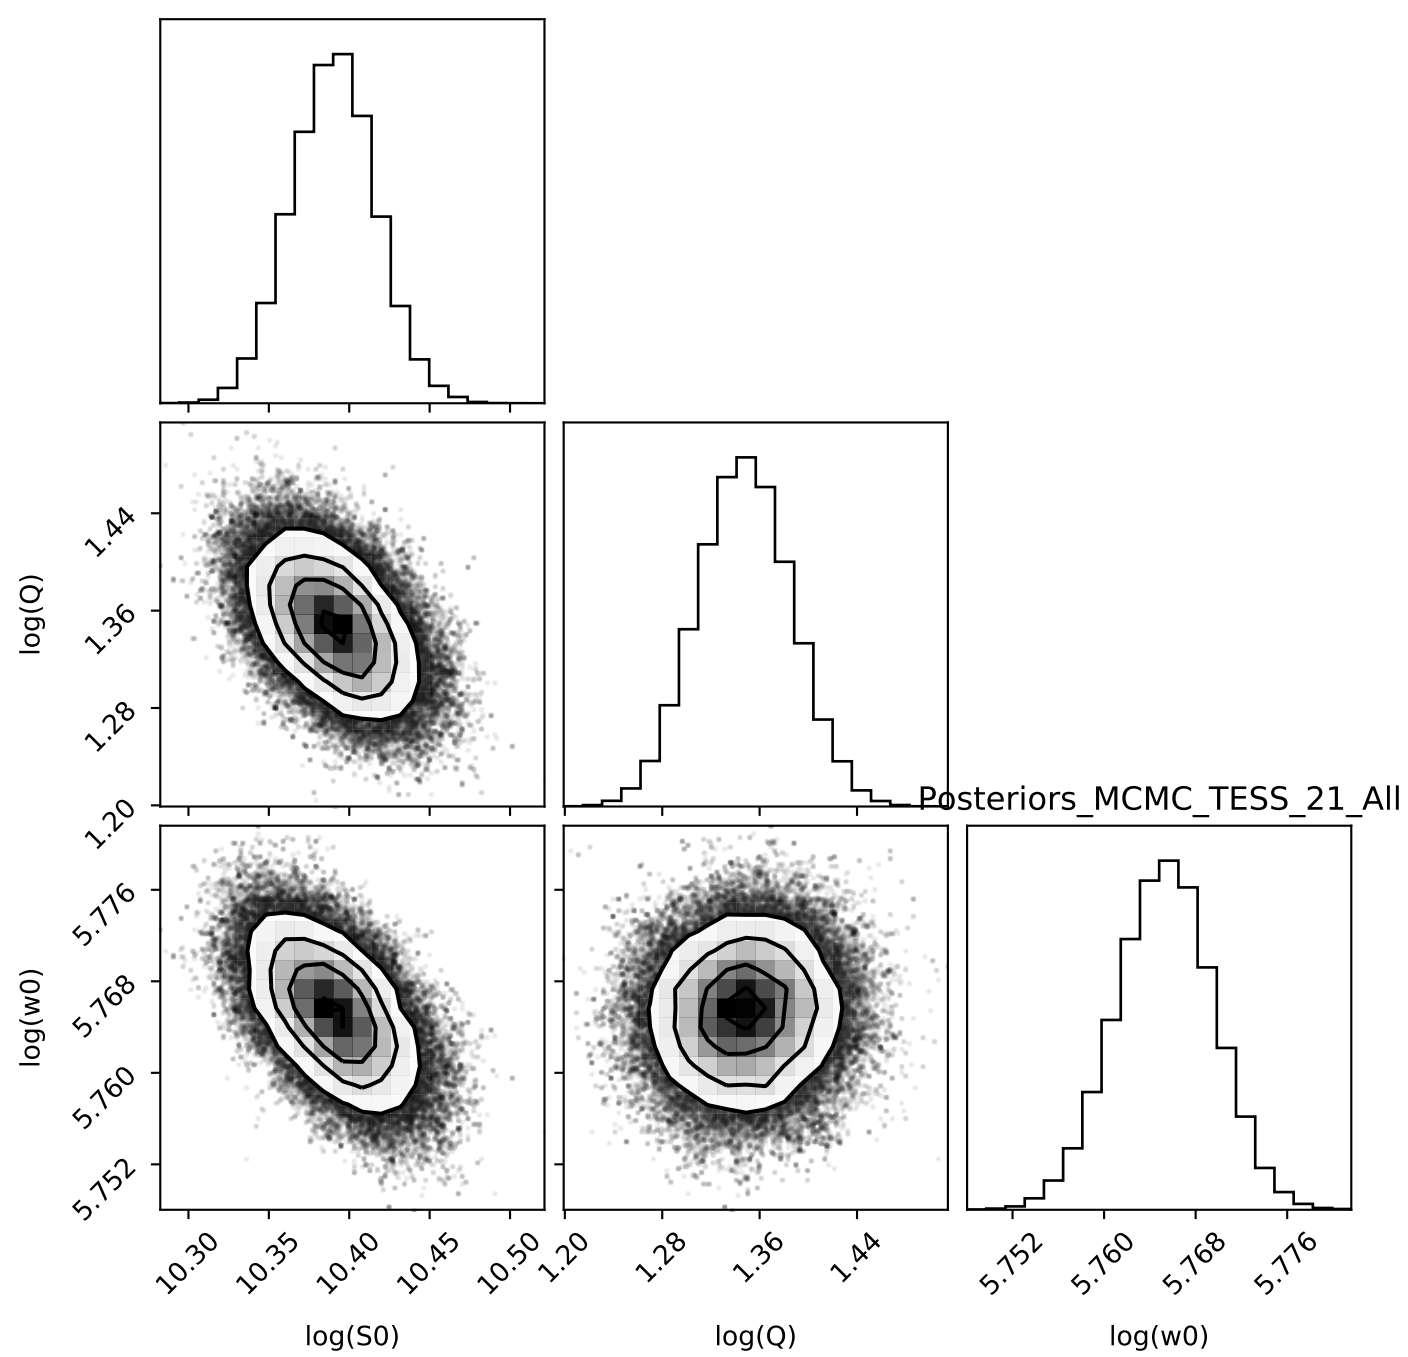 log(Q)
1.44
1.36
1.28
1.20
Posteriors_MCMC_TESS_21_All
log(w0)
5.776
5.768
5.760
5.752
10.30 10.35 10.40 10.45 10.50
1.20 1.28 1.36 1.44
5.752 5.760 5.768 5.776
log(S0) log(Q) log(w0)